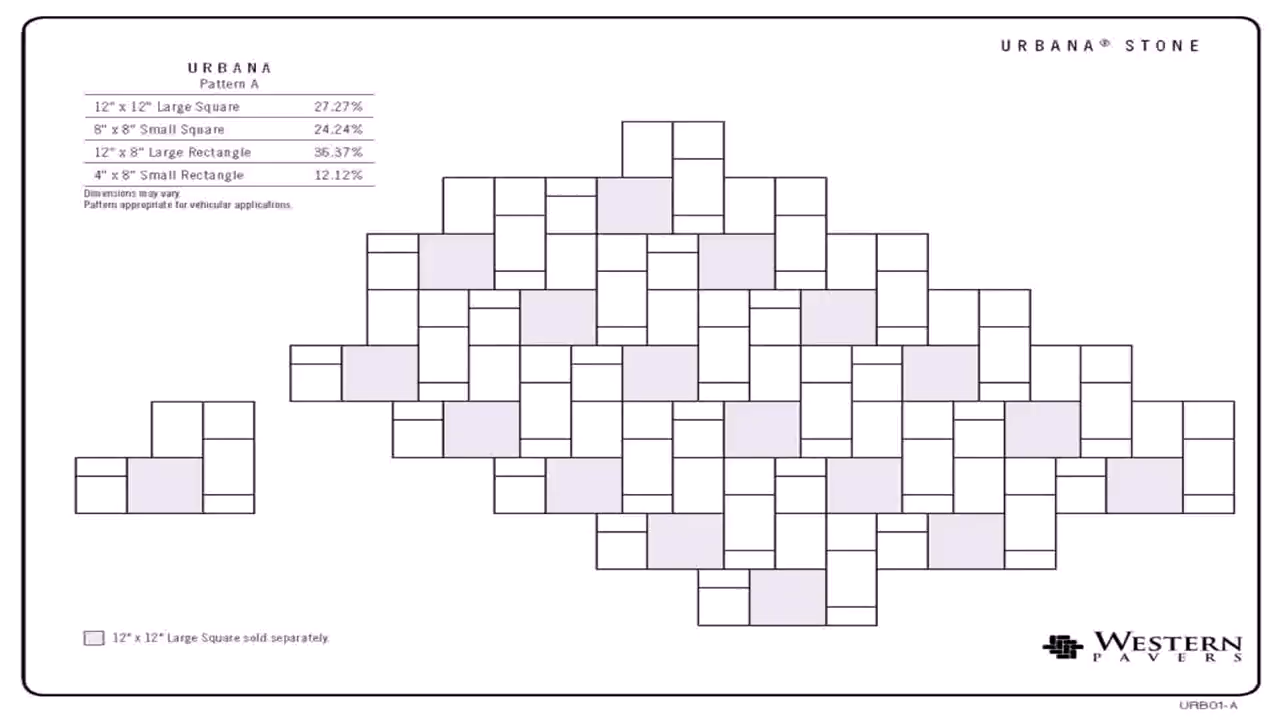 URBANA® STONE
URBANA
Pattern A
12" x 12" Large Square 27.27%
8" x 8" Small Square 24.24%
12" x 8" Large Rectangle 36.37%
4" x 8" Small Rectangle 12.12%
Dimensions may vary.
Pattern appropriate for vehicular applications.
12" x 12" Large Square sold separately.
WESTERN
PAVERS
URB01-A